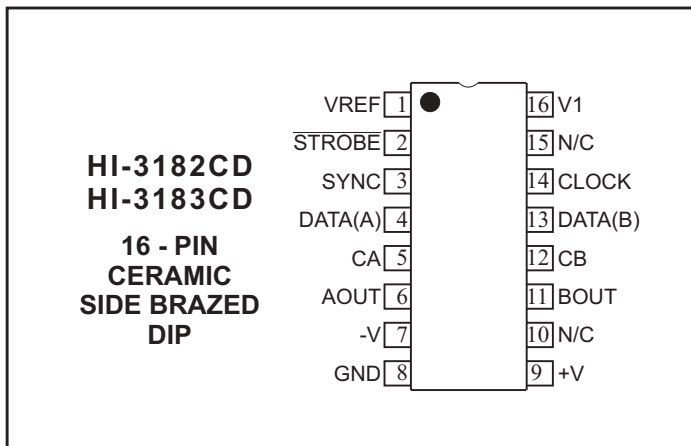 HI-3182CD
HI-3183CD
16 - PIN
CERAMIC
SIDE BRAZED
DIP
VREF 1 16 V1
STROBE 2 15 N/C
SYNC 3 14 CLOCK
DATA(A) 4 13 DATA(B)
CA 5 12 CB
AOUT 6 11 BOUT
-V 7 10 N/C
GND 8 9 +V